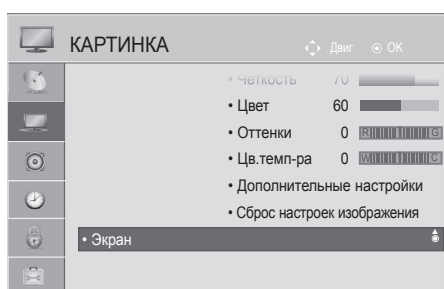 КАРТИНКА Двиг OK
• Четкость 70
• Цвет 60
• Оттенки 0 R G
• Цв.темп-ра 0 W C
• Дополнительные настройки
• Сброс настроек изображения
• Экран